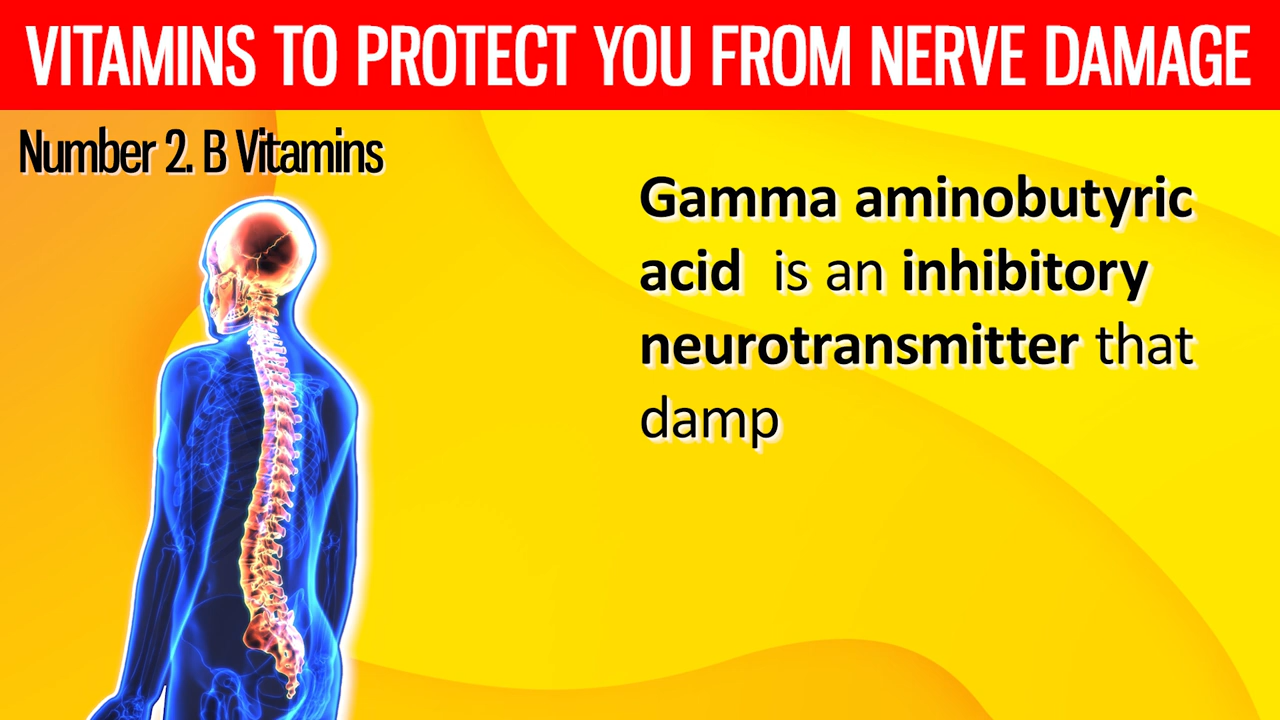 VITAMINS TO PROTECT YOU FROM NERVE DAMAGE
Number 2. B Vitamins
Gamma aminobutyric
acid is an inhibitory
neurotransmitter that
damp